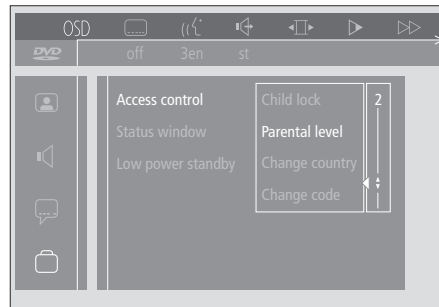 OSD
DVD off 3en st
Access control Child lock 2
Status window Parental level
Low power standby Change country
Change code